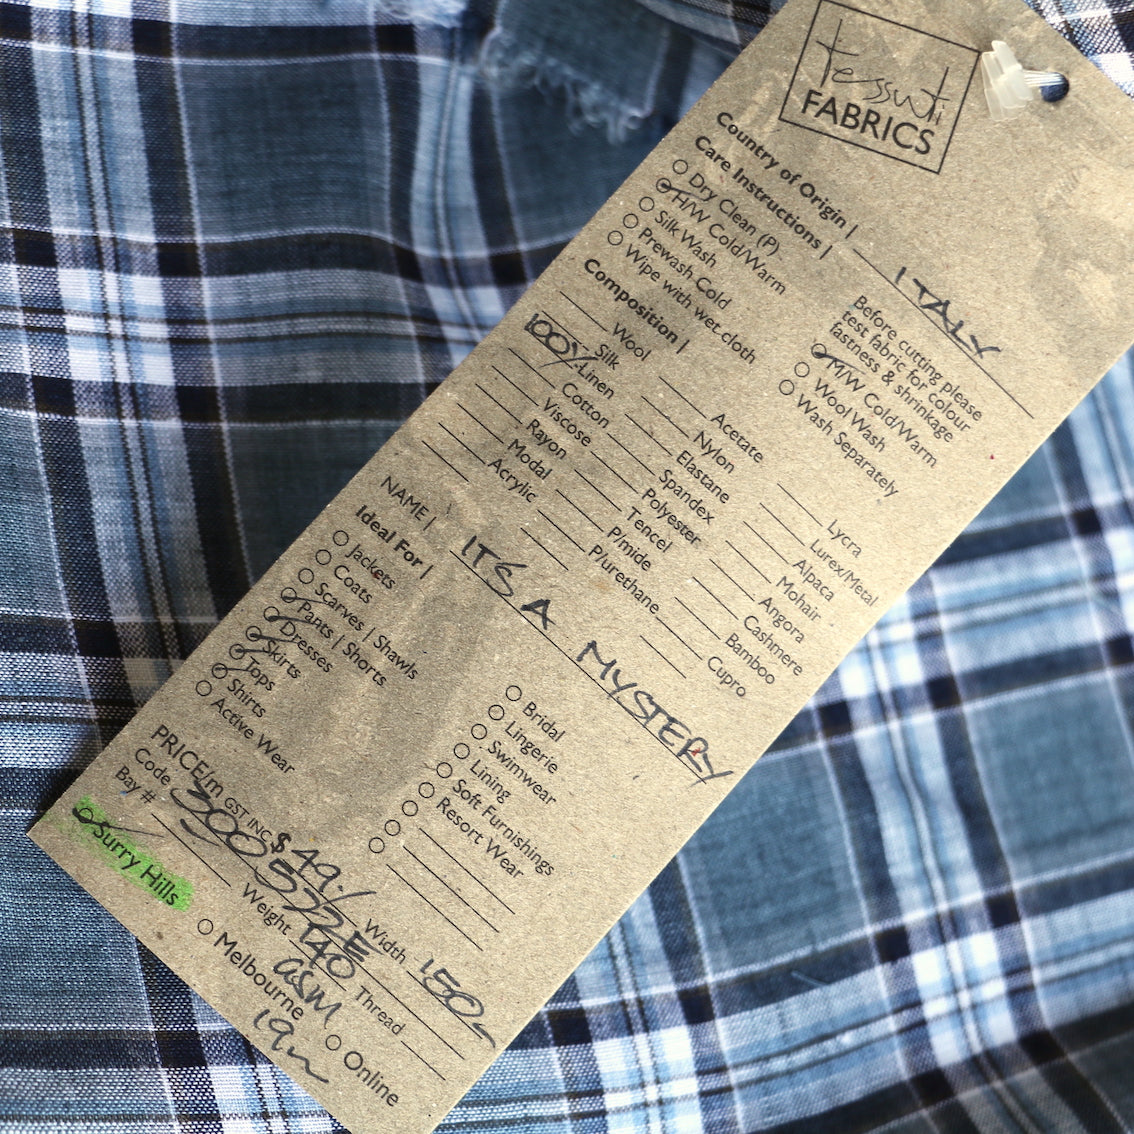 tessuti
FABRICS
Country of Origin | ITALY
Care Instructions |
Dry Clean (P)
H/W Cold/Warm
Silk Wash
Prewash Cold
Wipe with wet cloth
Before cutting please
test fabric for colour
fastness & shrinkage
M/W Cold/Warm
Wool Wash
Wash Separately
Composition |
Wool
Silk
100% Linen
Cotton
Viscose
Rayon
Modal
Acrylic
Acetate
Nylon
Elastane
Spandex
Polyester
Tencel
P/mide
P/urethane
Lycra
Lurex/Metal
Alpaca
Mohair
Angora
Cashmere
Bamboo
Cupro
NAME | ITS A MYSTERY
Ideal For |
Jackets
Coats
Scarves | Shawls
Pants | Shorts
Dresses
Skirts
Tops
Shirts
Active Wear
Bridal
Lingerie
Swimwear
Lining
Soft Furnishings
Resort Wear
PRICE/m GST INC $ 49./ Width 150
Code 300522E
Bay # Weight 140 GSM Thread
Surry Hills Melbourne Online
19m